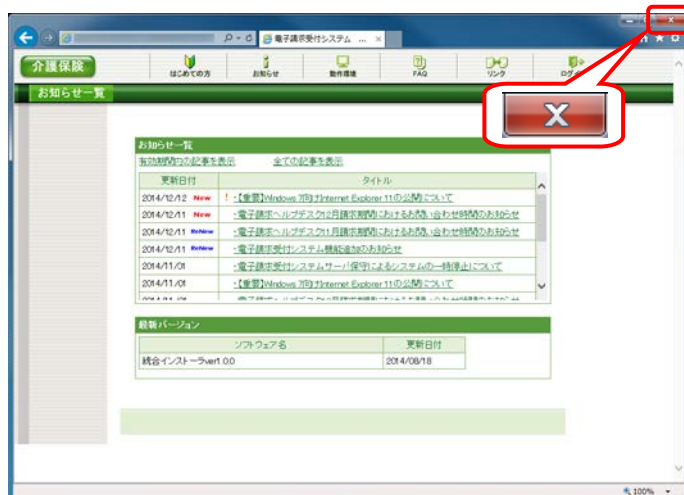 電子請求受付システム ...
介護保険
はじめての方
お知らせ
動作環境
FAQ
リンク
お知らせ一覧
お知らせ一覧
有効期間内の記事を表示 全ての記事を表示
更新日付 タイトル
2014/12/12 New ! ・【重要】Windows 7向けInternet Explorer 11の公開について
2014/12/11 New ・電子請求ヘルプデスク12月請求期間におけるお問い合わせ時間のお知らせ
2014/12/11 ReNew ・電子請求ヘルプデスク11月請求期間におけるお問い合わせ時間のお知らせ
2014/12/11 ReNew ・電子請求受付システム機能追加のお知らせ
2014/11/01 ・電子請求受付システムサーバ保守によるシステムの一時停止について
2014/11/01 ・【重要】Windows 7向けInternet Explorer 11の公開について
最新バージョン
ソフトウェア名 更新日付
統合インストーラver1.0.0 2014/08/18
100%